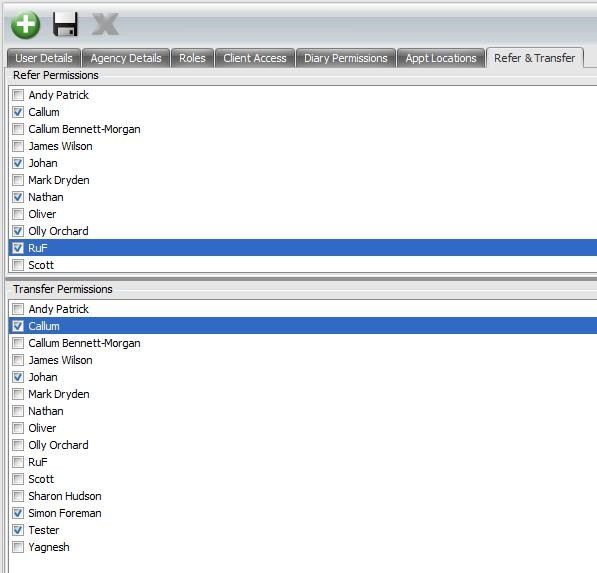 User Details Agency Details Roles Client Access Diary Permissions Appt Locations Refer & Transfer
Refer Permissions
Andy Patrick
Callum
Callum Bennett-Morgan
James Wilson
Johan
Mark Dryden
Nathan
Oliver
Olly Orchard
RuF
Scott
Transfer Permissions
Andy Patrick
Callum
Callum Bennett-Morgan
James Wilson
Johan
Mark Dryden
Nathan
Oliver
Olly Orchard
RuF
Scott
Sharon Hudson
Simon Foreman
Tester
Yagnesh